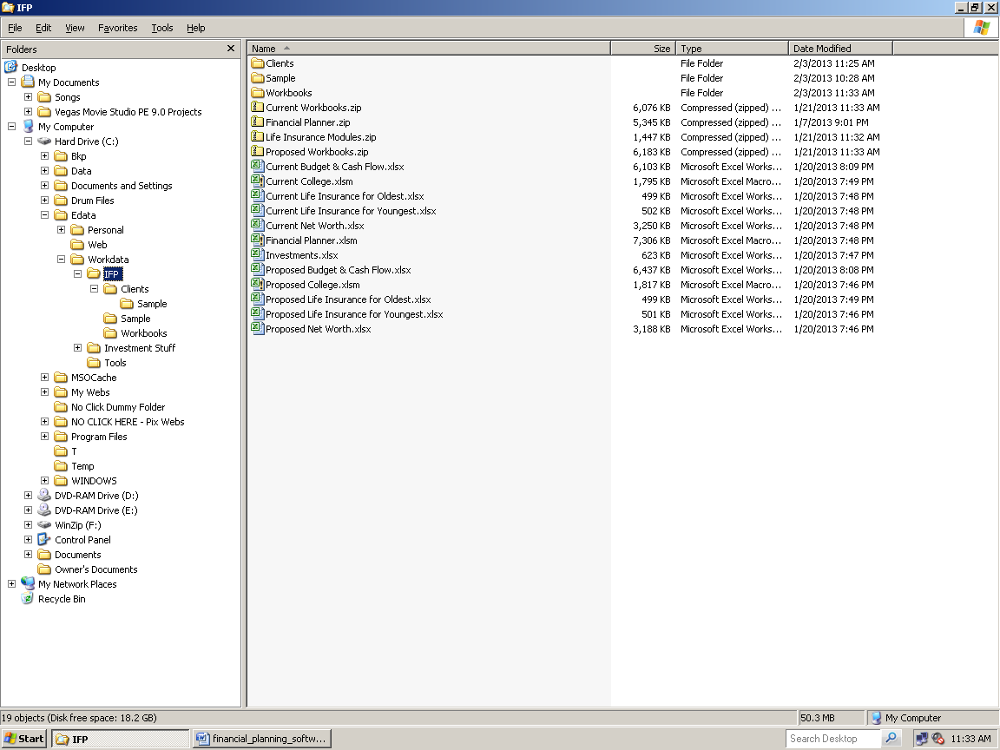 IFP
File Edit View Favorites Tools Help
Folders
Desktop
My Documents
Songs
Vegas Movie Studio PE 9.0 Projects
My Computer
Hard Drive (C:)
Bkp
Data
Documents and Settings
Drum Files
Edata
Personal
Web
Workdata
IFP
Clients
Sample
Sample
Workbooks
Investment Stuff
Tools
MSOCache
My Webs
No Click Dummy Folder
NO CLICK HERE - Pix Webs
Program Files
T
Temp
WINDOWS
DVD-RAM Drive (D:)
DVD-RAM Drive (E:)
WinZip (F:)
Control Panel
Documents
Owner's Documents
My Network Places
Recycle Bin
Name Size Type Date Modified
Clients File Folder 2/3/2013 11:25 AM
Sample File Folder 2/3/2013 10:28 AM
Workbooks File Folder 2/3/2013 11:33 AM
Current Workbooks.zip 6,076 KB Compressed (zipped) ... 1/21/2013 11:33 AM
Financial Planner.zip 5,345 KB Compressed (zipped) ... 1/7/2013 9:01 PM
Life Insurance Modules.zip 1,447 KB Compressed (zipped) ... 1/21/2013 11:32 AM
Proposed Workbooks.zip 6,183 KB Compressed (zipped) ... 1/21/2013 11:33 AM
Current Budget & Cash Flow.xlsx 6,103 KB Microsoft Excel Works... 1/20/2013 8:09 PM
Current College.xlsm 1,795 KB Microsoft Excel Macro... 1/20/2013 7:49 PM
Current Life Insurance for Oldest.xlsx 499 KB Microsoft Excel Works... 1/20/2013 7:48 PM
Current Life Insurance for Youngest.xlsx 502 KB Microsoft Excel Works... 1/20/2013 7:48 PM
Current Net Worth.xlsx 3,250 KB Microsoft Excel Works... 1/20/2013 7:48 PM
Financial Planner.xlsm 7,306 KB Microsoft Excel Macro... 1/20/2013 7:48 PM
Investments.xlsx 623 KB Microsoft Excel Works... 1/20/2013 7:47 PM
Proposed Budget & Cash Flow.xlsx 6,437 KB Microsoft Excel Works... 1/20/2013 8:08 PM
Proposed College.xlsm 1,817 KB Microsoft Excel Macro... 1/20/2013 7:46 PM
Proposed Life Insurance for Oldest.xlsx 499 KB Microsoft Excel Works... 1/20/2013 7:49 PM
Proposed Life Insurance for Youngest.xlsx 501 KB Microsoft Excel Works... 1/20/2013 7:46 PM
Proposed Net Worth.xlsx 3,188 KB Microsoft Excel Works... 1/20/2013 7:46 PM
19 objects (Disk free space: 18.2 GB) 50.3 MB My Computer
Start IFP financial_planning_softw... Search Desktop 11:33 AM